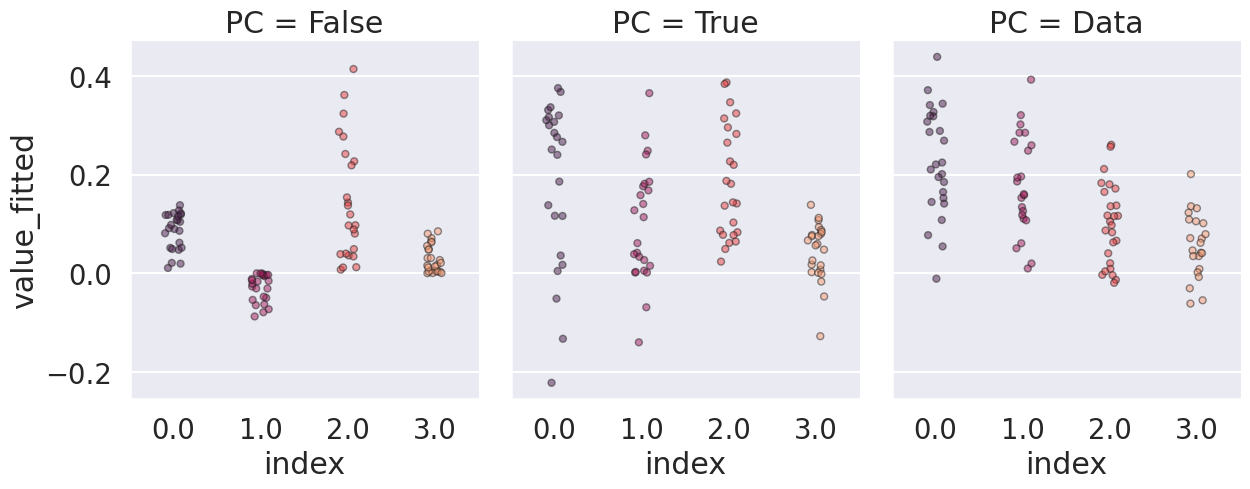 PC = False
PC = True
PC = Data
value_fitted
0.4
0.2
0.0
−0.2
0.0 1.0 2.0 3.0
0.0 1.0 2.0 3.0
0.0 1.0 2.0 3.0
index
index
index